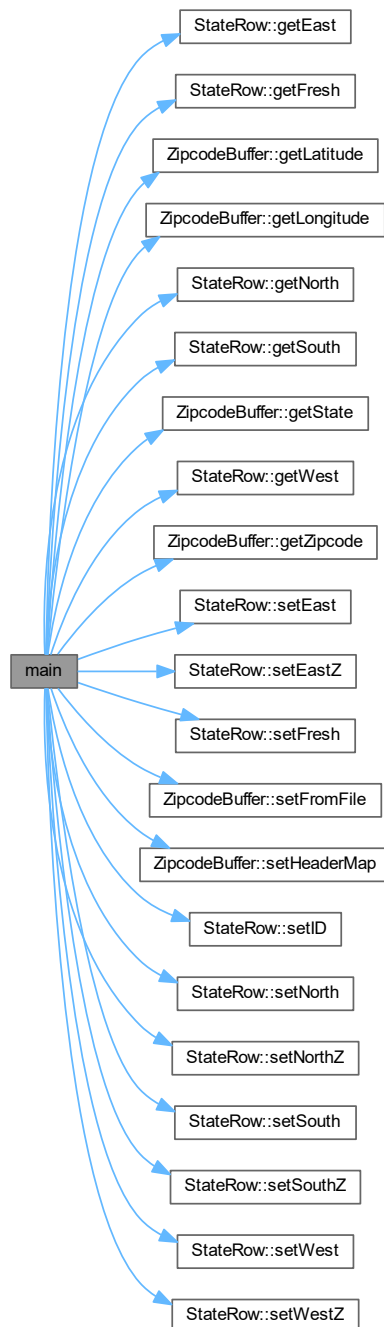 StateRow::getEast
StateRow::getFresh
ZipcodeBuffer::getLatitude
ZipcodeBuffer::getLongitude
StateRow::getNorth
StateRow::getSouth
ZipcodeBuffer::getState
StateRow::getWest
ZipcodeBuffer::getZipcode
StateRow::setEast
main
StateRow::setEastZ
StateRow::setFresh
ZipcodeBuffer::setFromFile
ZipcodeBuffer::setHeaderMap
StateRow::setID
StateRow::setNorth
StateRow::setNorthZ
StateRow::setSouth
StateRow::setSouthZ
StateRow::setWest
StateRow::setWestZ